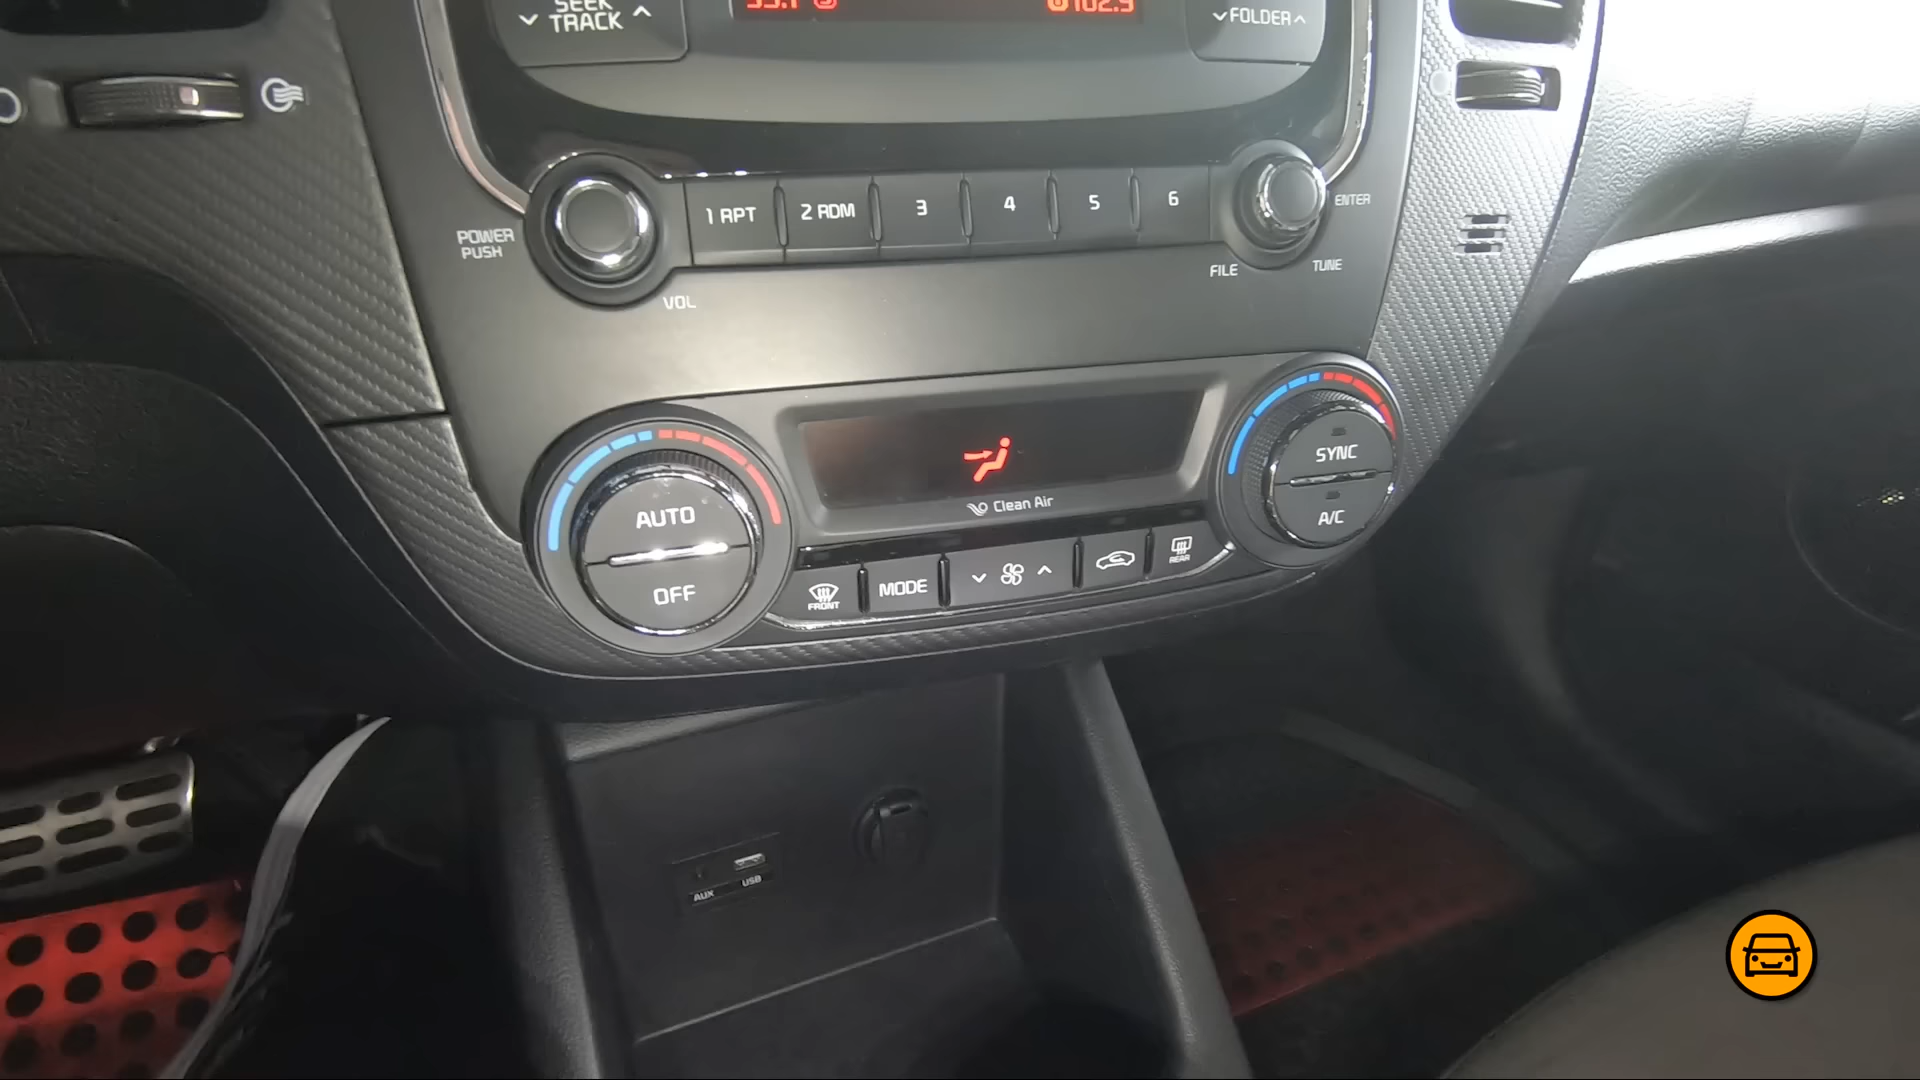 SEEK
TRACK
FOLDER
1 RPT
2 RDM
3
4
5
6
POWER
PUSH
VOL
ENTER
FILE
TUNE
AUTO
OFF
Clean Air
SYNC
A/C
FRONT
MODE
REAR
AUX
USB